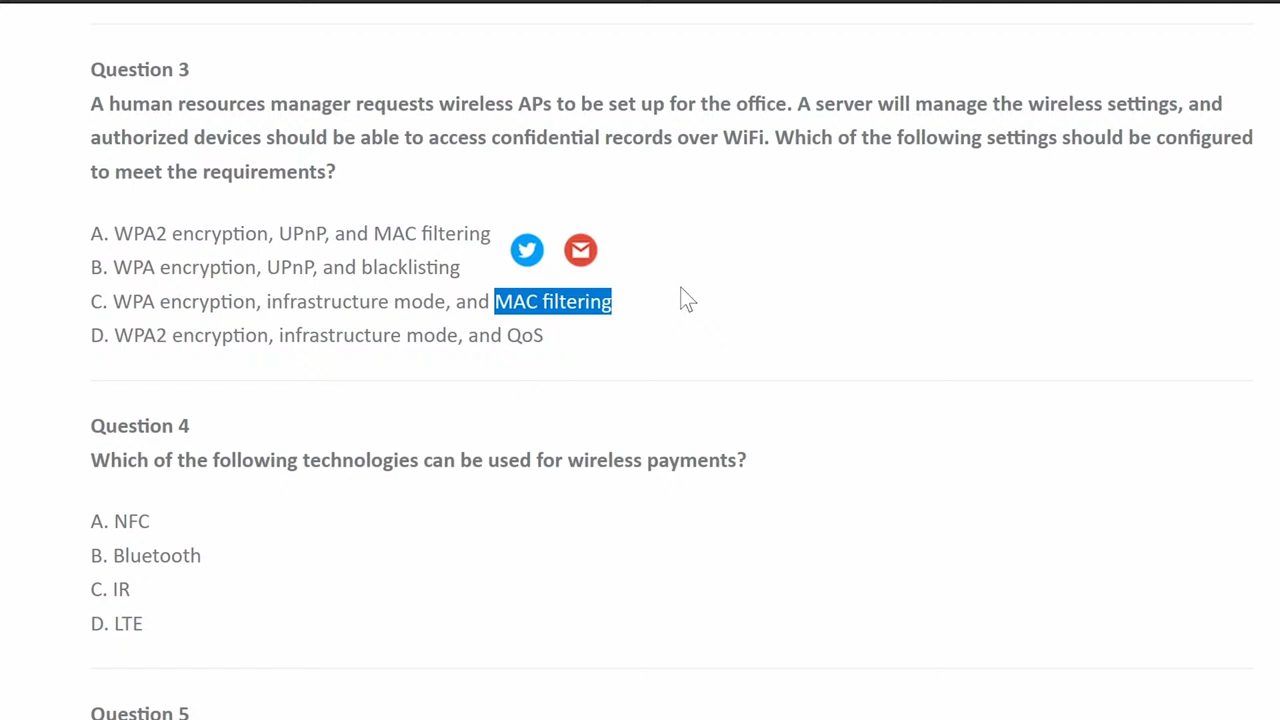 Question 3
A human resources manager requests wireless APs to be set up for the office. A server will manage the wireless settings, and
authorized devices should be able to access confidential records over WiFi. Which of the following settings should be configured
to meet the requirements?
A. WPA2 encryption, UPnP, and MAC filtering
B. WPA encryption, UPnP, and blacklisting
C. WPA encryption, infrastructure mode, and MAC filtering
D. WPA2 encryption, infrastructure mode, and QoS
Question 4
Which of the following technologies can be used for wireless payments?
A. NFC
B. Bluetooth
C. IR
D. LTE
Question 5